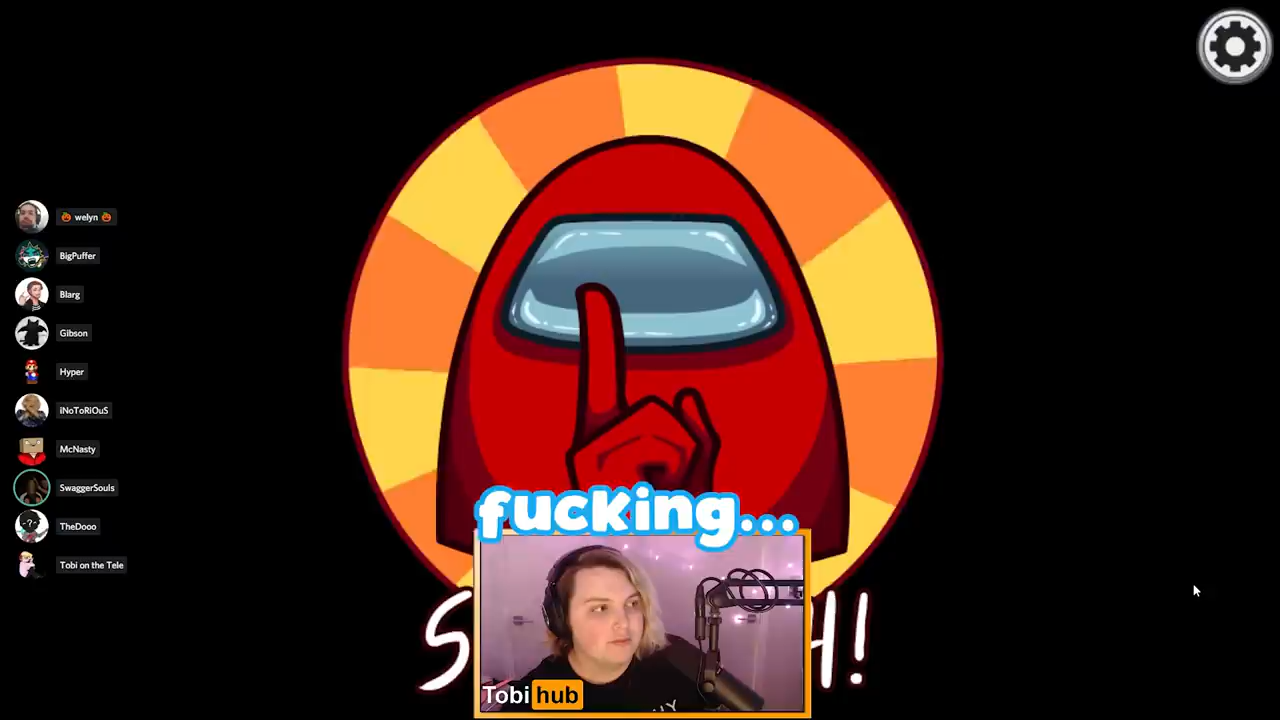 🎃 welyn 🎃
BigPuffer
Blarg
Gibson
Hyper
iNoToRiOuS
McNasty
SwaggerSouls
TheDooo
Tobi on the Tele
fucking...
Tobi hub